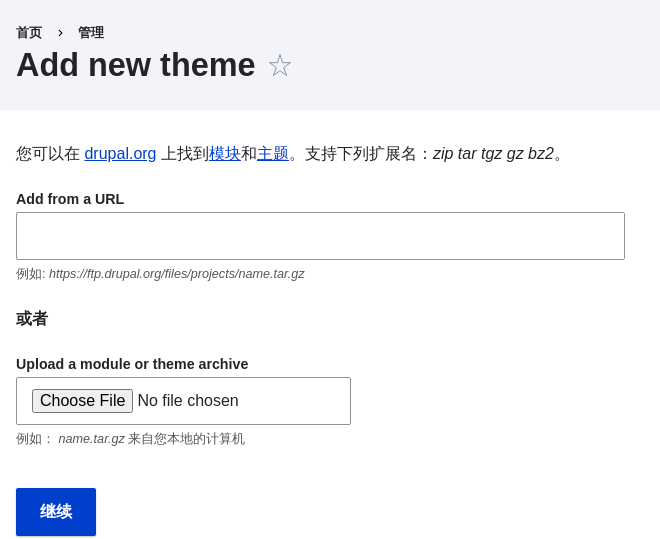 首页 › 管理
Add new theme ☆
您可以在 drupal.org 上找到模块和主题。支持下列扩展名：zip tar tgz gz bz2。
Add from a URL
例如: https://ftp.drupal.org/files/projects/name.tar.gz
或者
Upload a module or theme archive
Choose File No file chosen
例如： name.tar.gz 来自您本地的计算机
继续